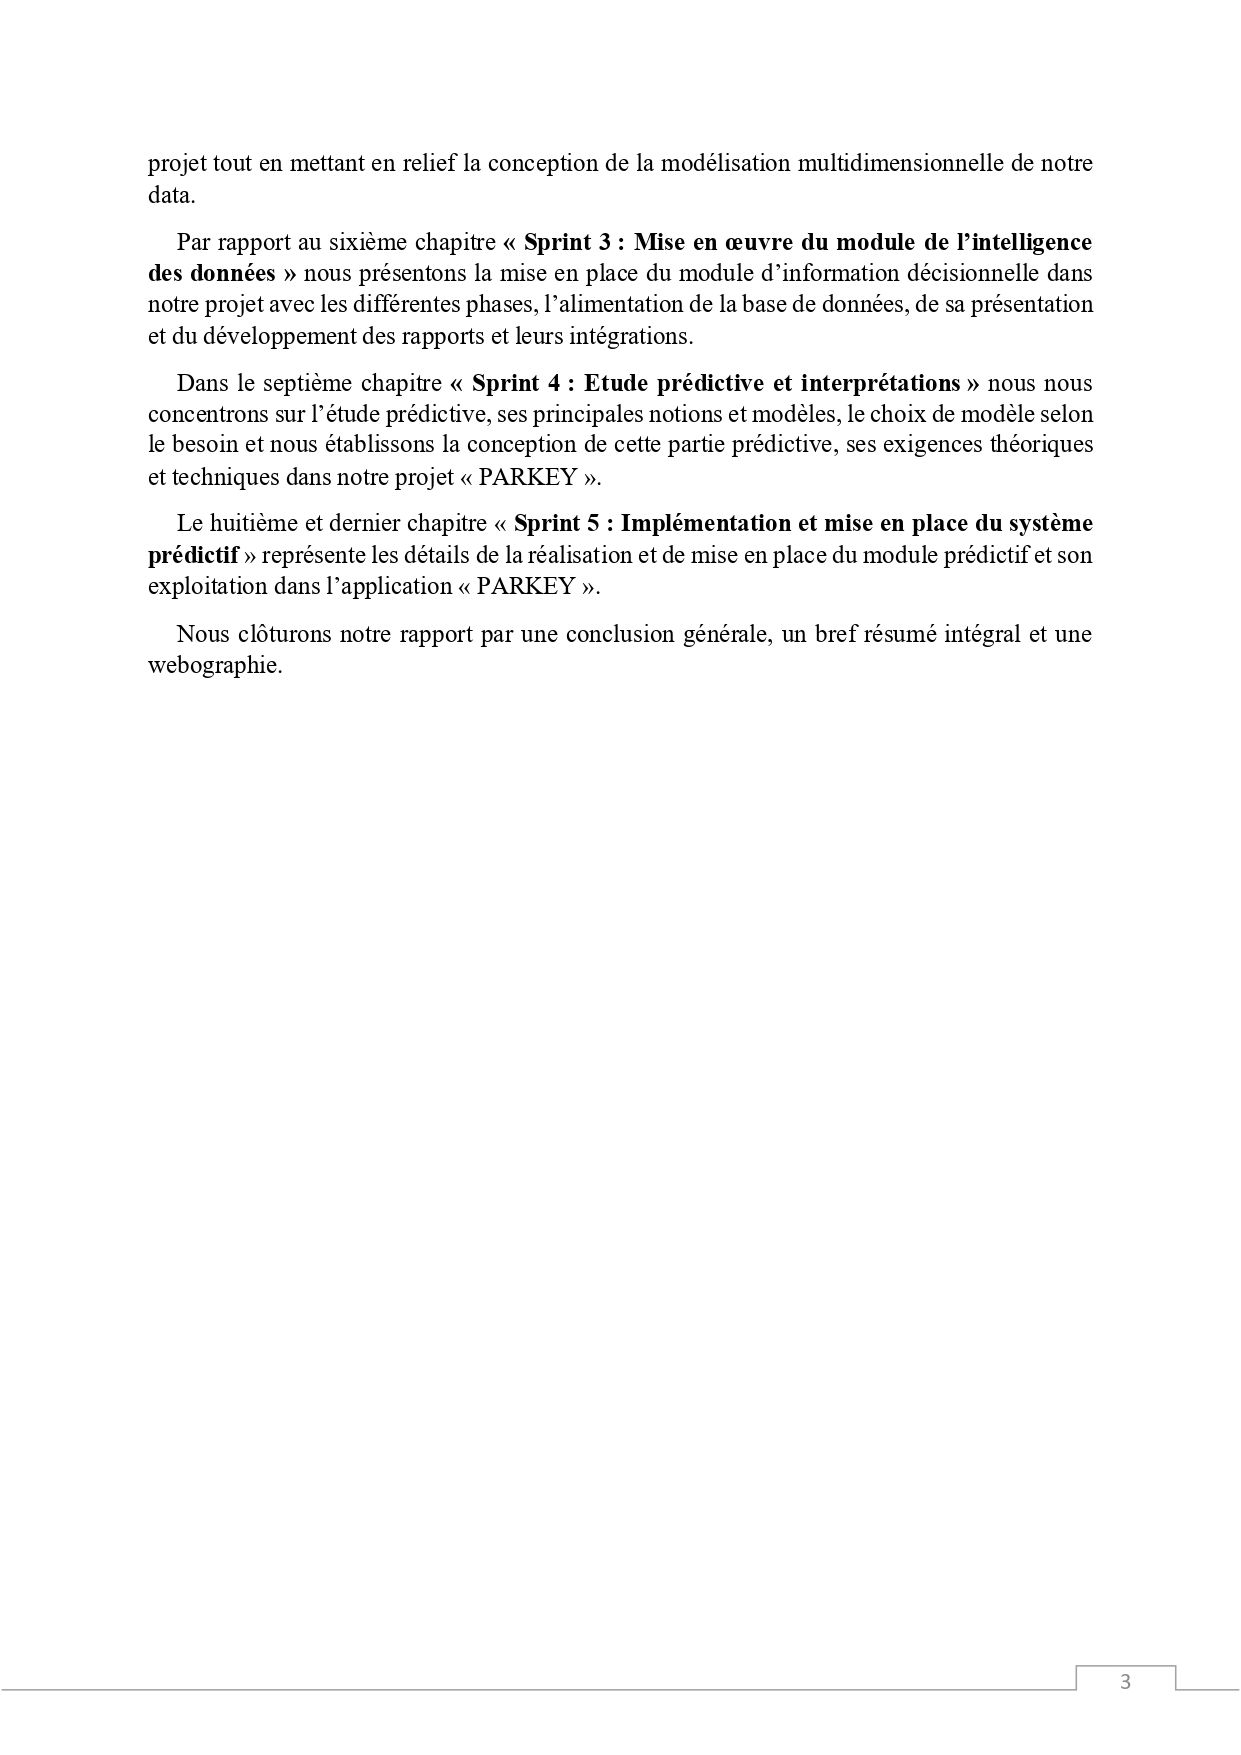 projet tout en mettant en relief la conception de la modélisation multidimensionnelle de notre
data.
Par rapport au sixième chapitre « Sprint 3 : Mise en œuvre du module de l’intelligence
des données » nous présentons la mise en place du module d’information décisionnelle dans
notre projet avec les différentes phases, l’alimentation de la base de données, de sa présentation
et du développement des rapports et leurs intégrations.
Dans le septième chapitre « Sprint 4 : Etude prédictive et interprétations » nous nous
concentrons sur l’étude prédictive, ses principales notions et modèles, le choix de modèle selon
le besoin et nous établissons la conception de cette partie prédictive, ses exigences théoriques
et techniques dans notre projet « PARKEY ».
Le huitième et dernier chapitre « Sprint 5 : Implémentation et mise en place du système
prédictif » représente les détails de la réalisation et de mise en place du module prédictif et son
exploitation dans l’application « PARKEY ».
Nous clôturons notre rapport par une conclusion générale, un bref résumé intégral et une
webographie.
3